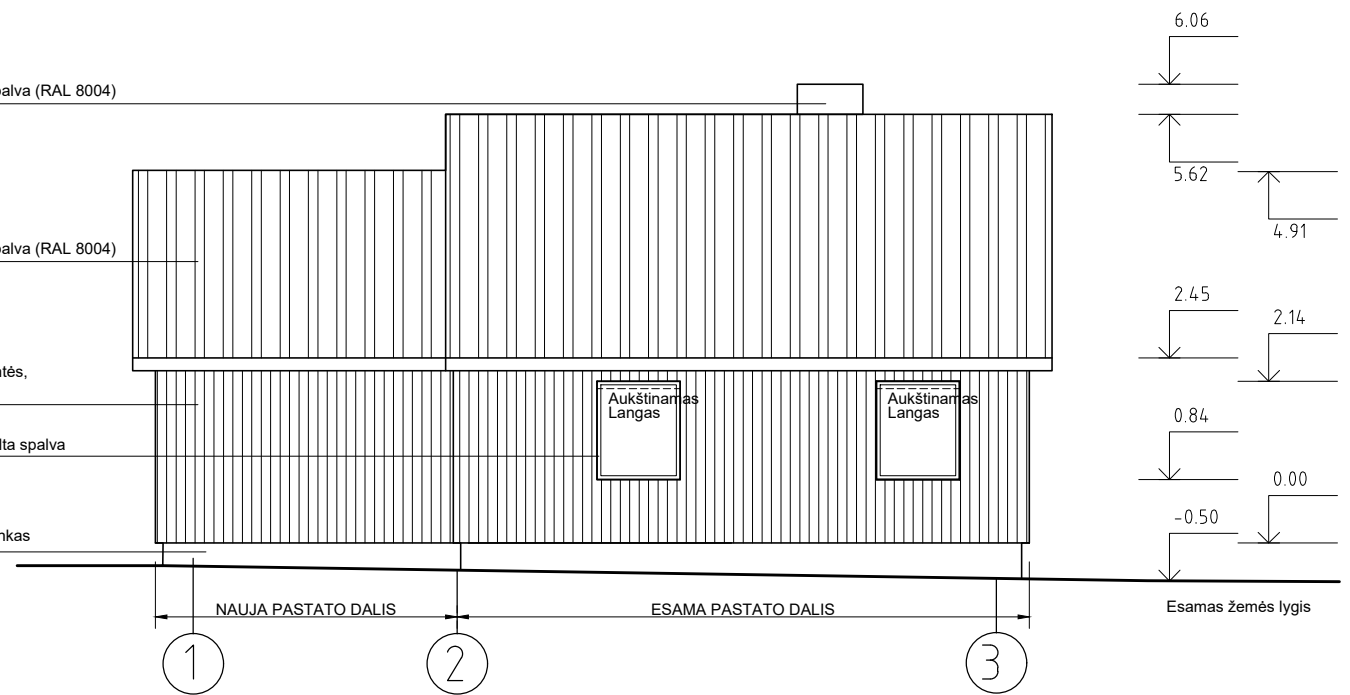 6.06
palva (RAL 8004)
5.62
4.91
palva (RAL 8004)
2.45
2.14
ntės,
Aukštinamas
Langas
Aukštinamas
Langas
0.84
lta spalva
0.00
-0.50
nkas
NAUJA PASTATO DALIS
ESAMA PASTATO DALIS
Esamas žemės lygis
1
2
3